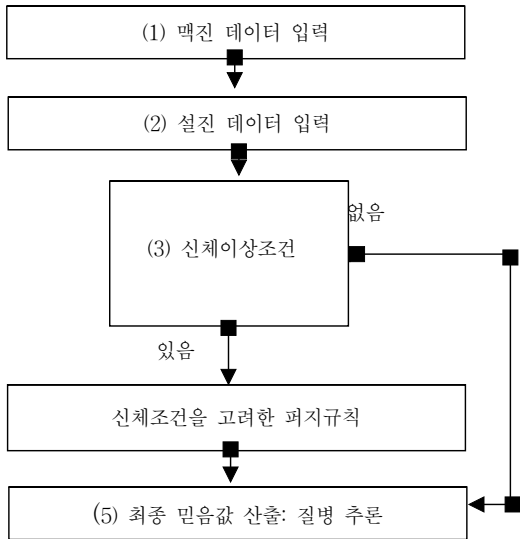 (1) 맥진 데이터 입력
(2) 설진 데이터 입력
없음
(3) 신체이상조건
있음
신체조건을 고려한 퍼지규칙
(5) 최종 믿음값 산출: 질병 추론